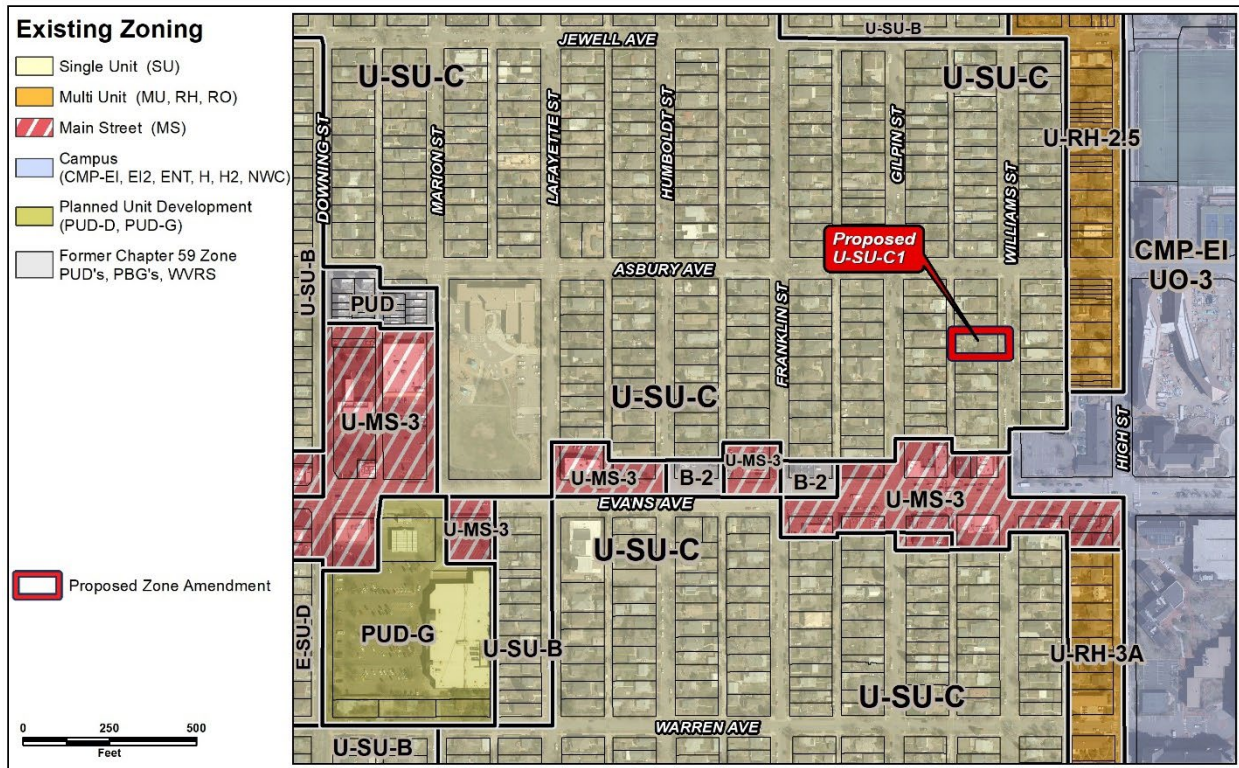 Existing Zoning
Single Unit (SU)
Multi Unit (MU, RH, RO)
Main Street (MS)
Campus
(CMP-EI, EI2, ENT, H, H2, NWC)
Planned Unit Development
(PUD-D, PUD-G)
Former Chapter 59 Zone
PUD's, PBG's, WVRS
Proposed Zone Amendment
0 250 500
Feet
JEWELL AVE
U-SU-B
U-SU-C
U-SU-C
DOWNING ST
MARION ST
LAFAYETTE ST
HUMBOLDT ST
GILPIN ST
WILLIAMS ST
U-RH-2.5
Proposed
U-SU-C1
CMP-EI
UO-3
U-SU-B
ASBURY AVE
PUD
FRANKLIN ST
U-SU-C
U-MS-3
HIGH ST
U-MS-3
B-2
U-MS-3
B-2
U-MS-3
EVANS AVE
U-MS-3
U-SU-C
E-SU-D
PUD-G
U-SU-B
U-RH-3A
U-SU-C
WARREN AVE
U-SU-B